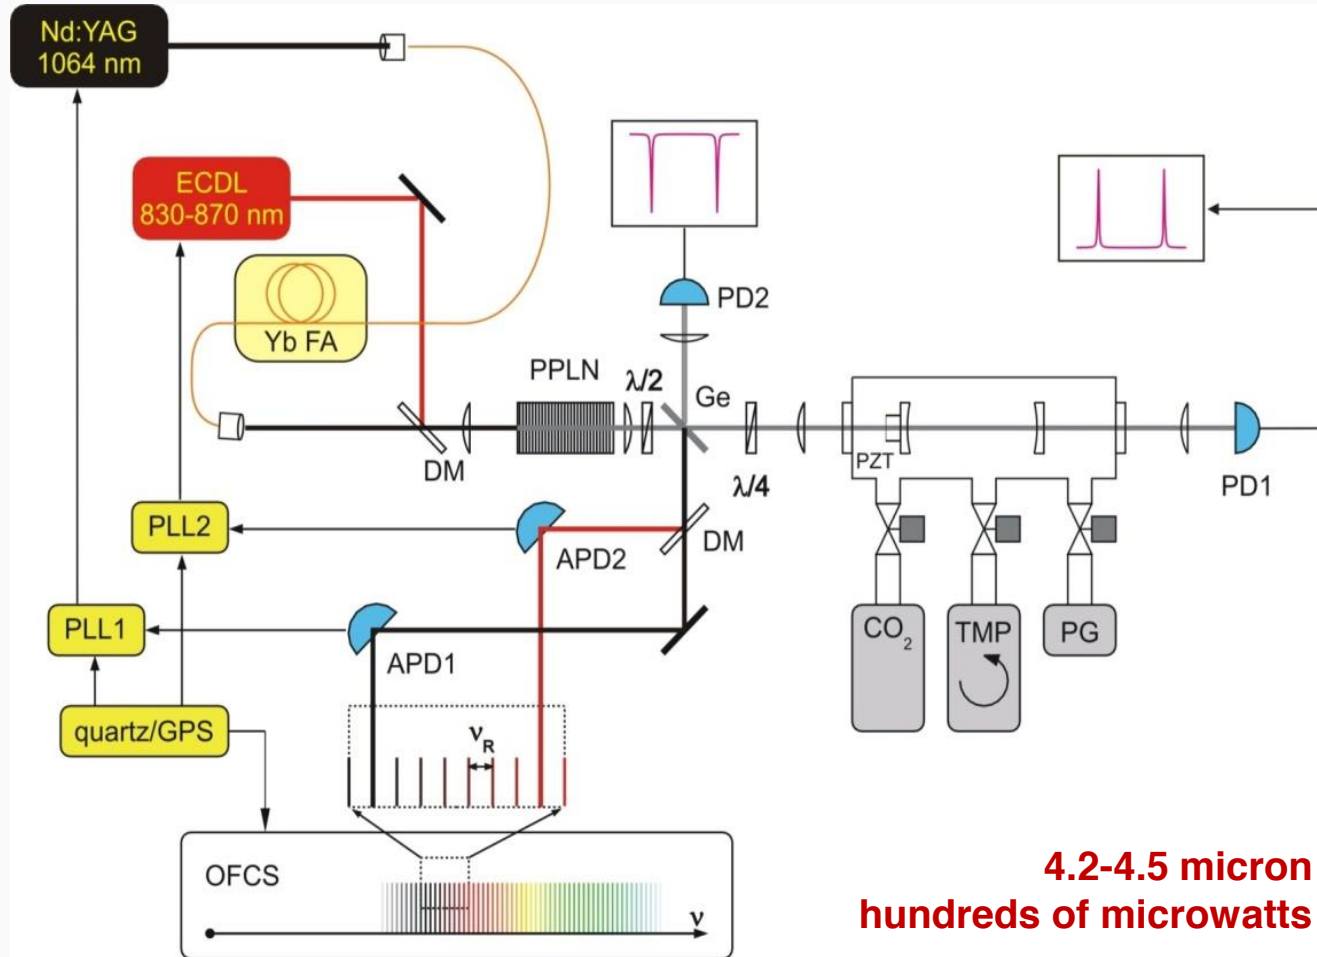 Nd:YAG
1064 nm
ECDL
830-870 nm
Yb FA
PD2
PPLN
λ/2
Ge
DM
λ/4
PZT
PD1
PLL2
APD2
DM
PLL1
APD1
CO₂
TMP
PG
quartz/GPS
ν_R
OFCS
ν
4.2-4.5 micron
hundreds of microwatts